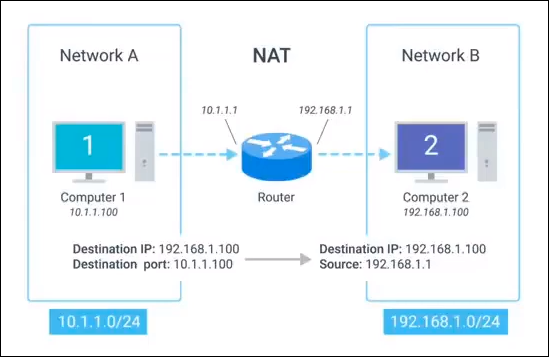 Network A
NAT
Network B
10.1.1.1
192.168.1.1
1
2
Computer 1
10.1.1.100
Router
Computer 2
192.168.1.100
Destination IP: 192.168.1.100
Destination port: 10.1.1.100
Destination IP: 192.168.1.100
Source: 192.168.1.1
10.1.1.0/24
192.168.1.0/24